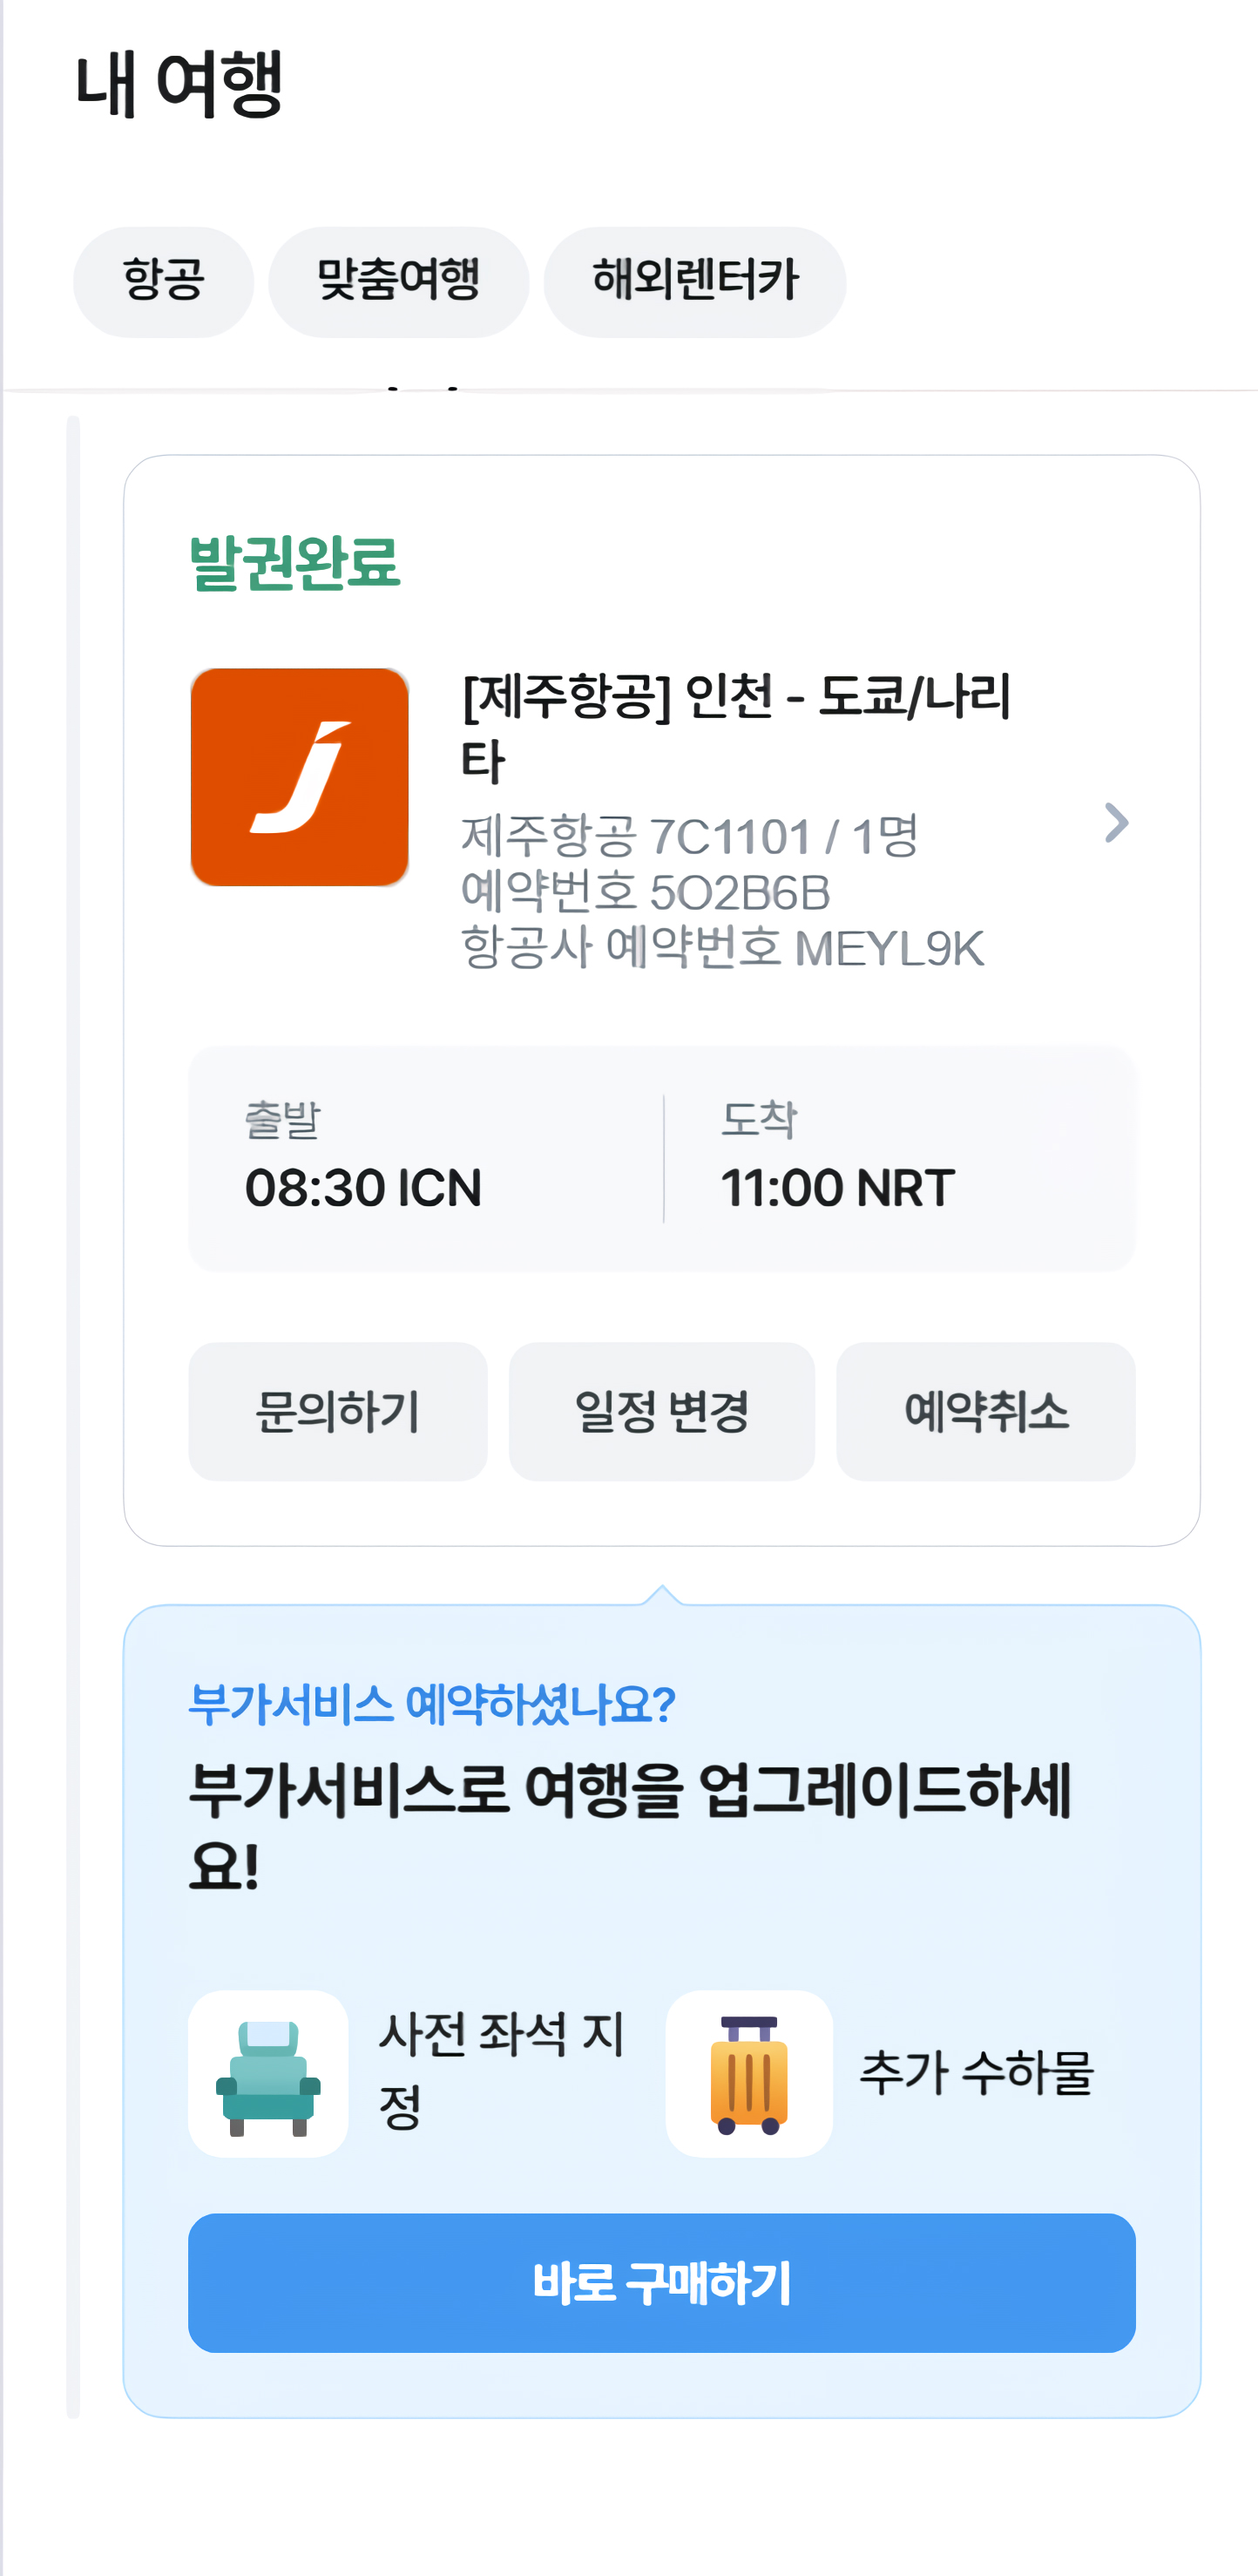 내 여행
항공 맞춤여행 해외렌터카
발권완료
[제주항공] 인천 - 도쿄/나리
타
제주항공 7C1101 / 1명
예약번호 5O2B6B
항공사 예약번호 MEYL9K
출발 도착
08:30 ICN 11:00 NRT
문의하기 일정 변경 예약취소
부가서비스 예약하셨나요?
부가서비스로 여행을 업그레이드하세
요!
사전 좌석 지
정
추가 수하물
바로 구매하기